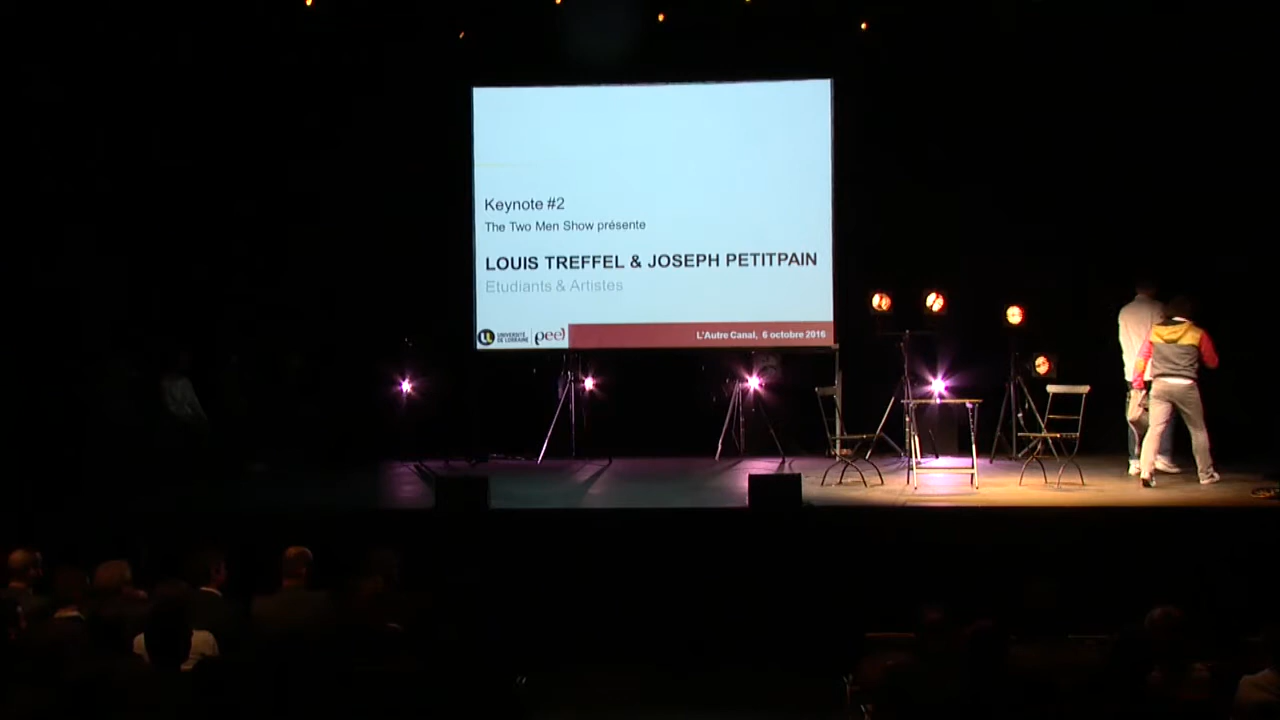 Keynote #2
The Two Men Show présente
LOUIS TREFFEL & JOSEPH PETITPAIN
Etudiants & Artistes
UNIVERSITÉ
DE LORRAINE
peel
L'Autre Canal, 6 octobre 2016